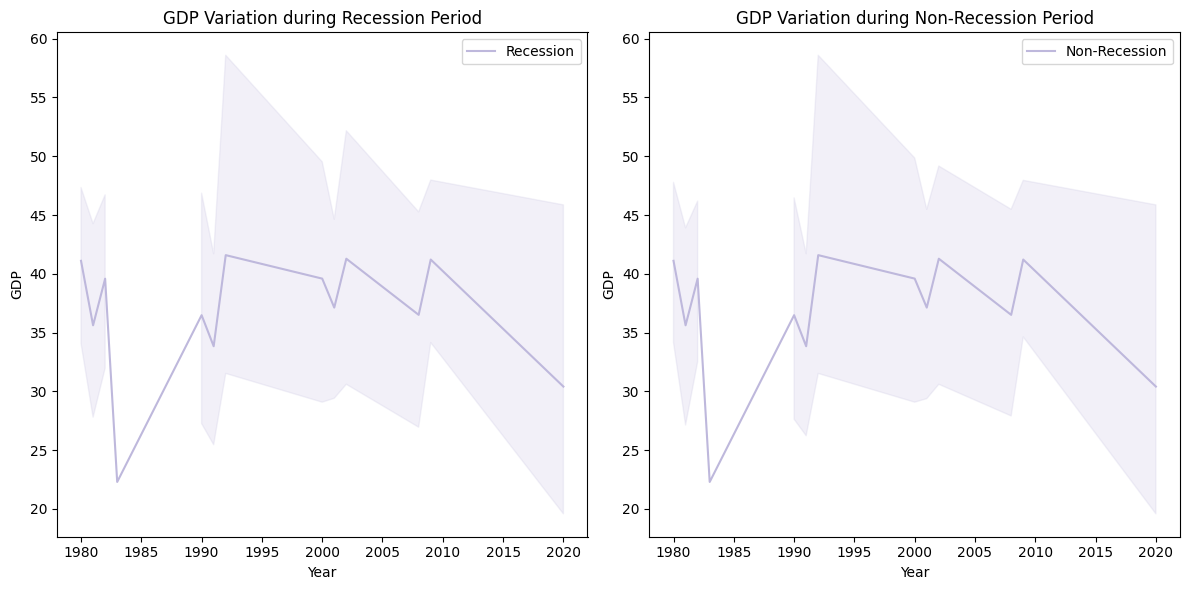 GDP Variation during Recession Period
60
55
50
45
40
35
30
25
20
GDP
Recession
1980 1985 1990 1995 2000 2005 2010 2015 2020
Year
GDP Variation during Non-Recession Period
60
55
50
45
40
35
30
25
20
GDP
Non-Recession
1980 1985 1990 1995 2000 2005 2010 2015 2020
Year